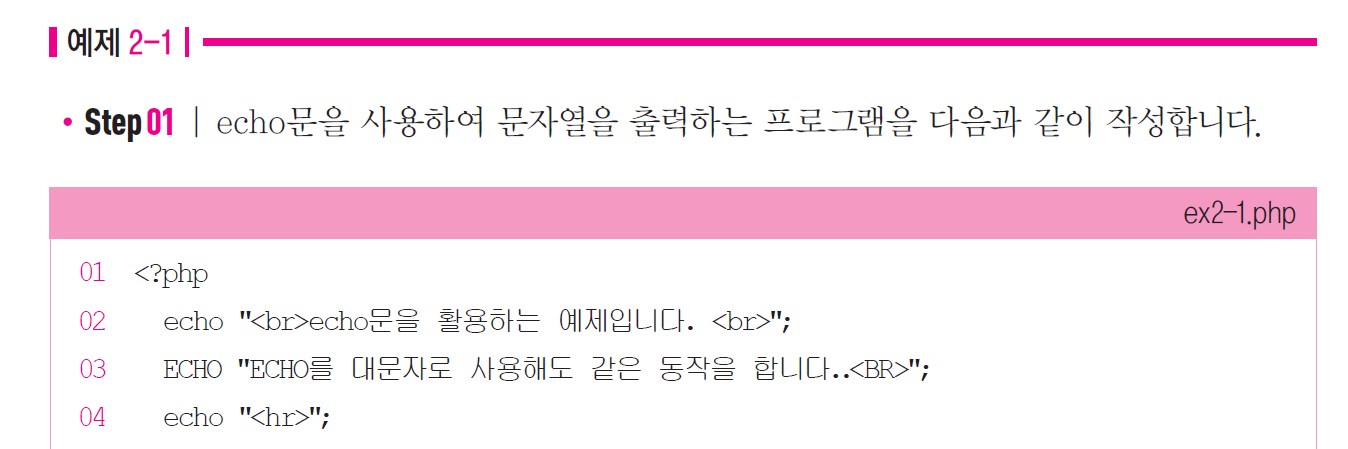 예제 2-1
• Step 01 | echo문을 사용하여 문자열을 출력하는 프로그램을 다음과 같이 작성합니다.
ex2-1.php
01 <?php
02 echo "<br>echo문을 활용하는 예제입니다. <br>";
03 ECHO "ECHO를 대문자로 사용해도 같은 동작을 합니다..<BR>";
04 echo "<hr>";